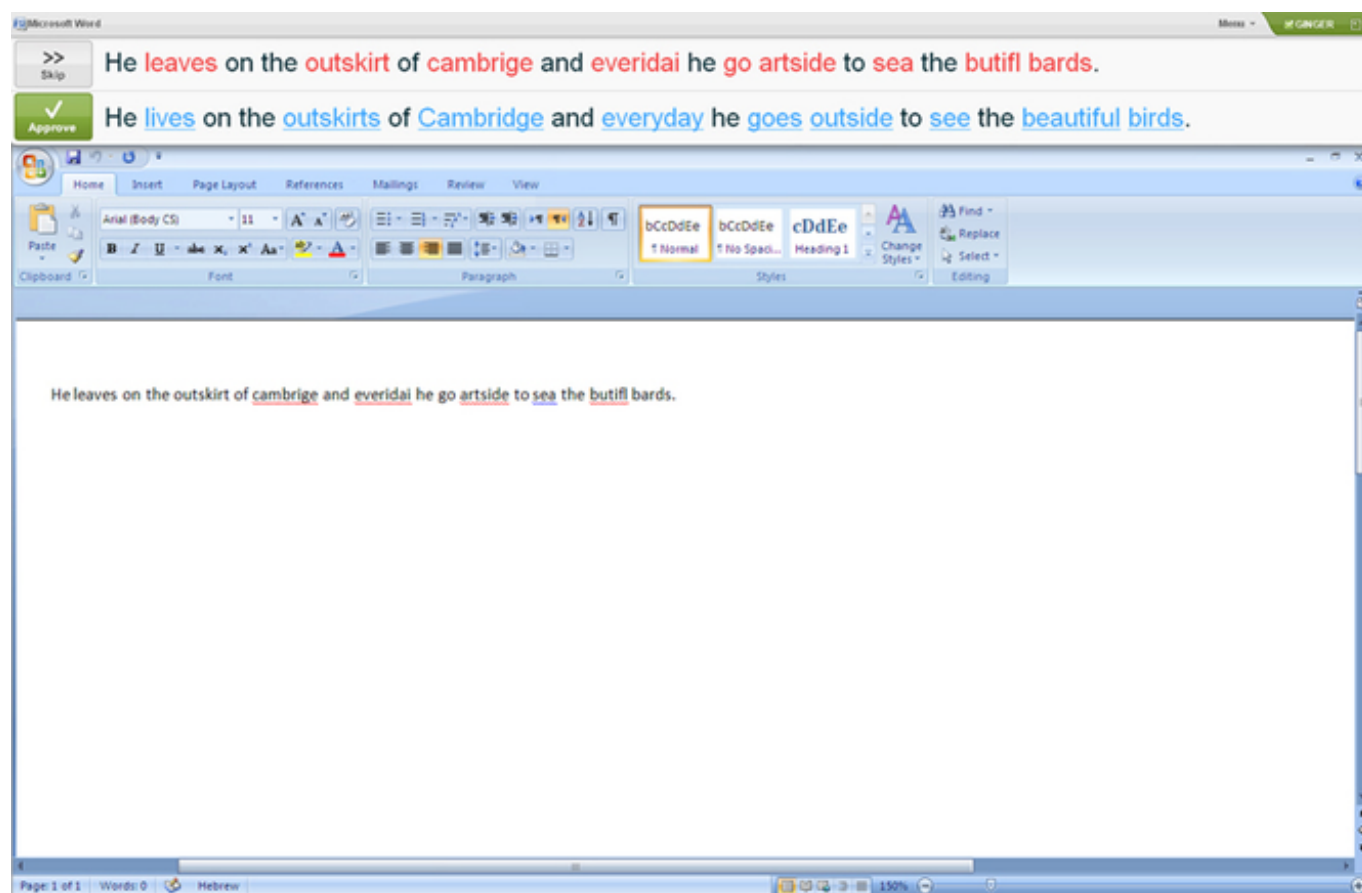 Microsoft Word Menu GINGER
>>
Skip
He leaves on the outskirt of cambrige and everidai he go artside to sea the butifl bards.
Approve
He lives on the outskirts of Cambridge and everyday he goes outside to see the beautiful birds.
Home Insert Page Layout References Mailings Review View
Arial (Body CS) 11
Paste
B I U abc x, x' Aa A
bCcDdEe bCcDdEe cDdEe
¶ Normal ¶ No Spaci... Heading 1
Change
Styles
Find
Replace
Select
Clipboard Font Paragraph Styles Editing
He leaves on the outskirt of cambrige and everidai he go artside to sea the butifl bards.
Page: 1 of 1 Words: 0 Hebrew 150%